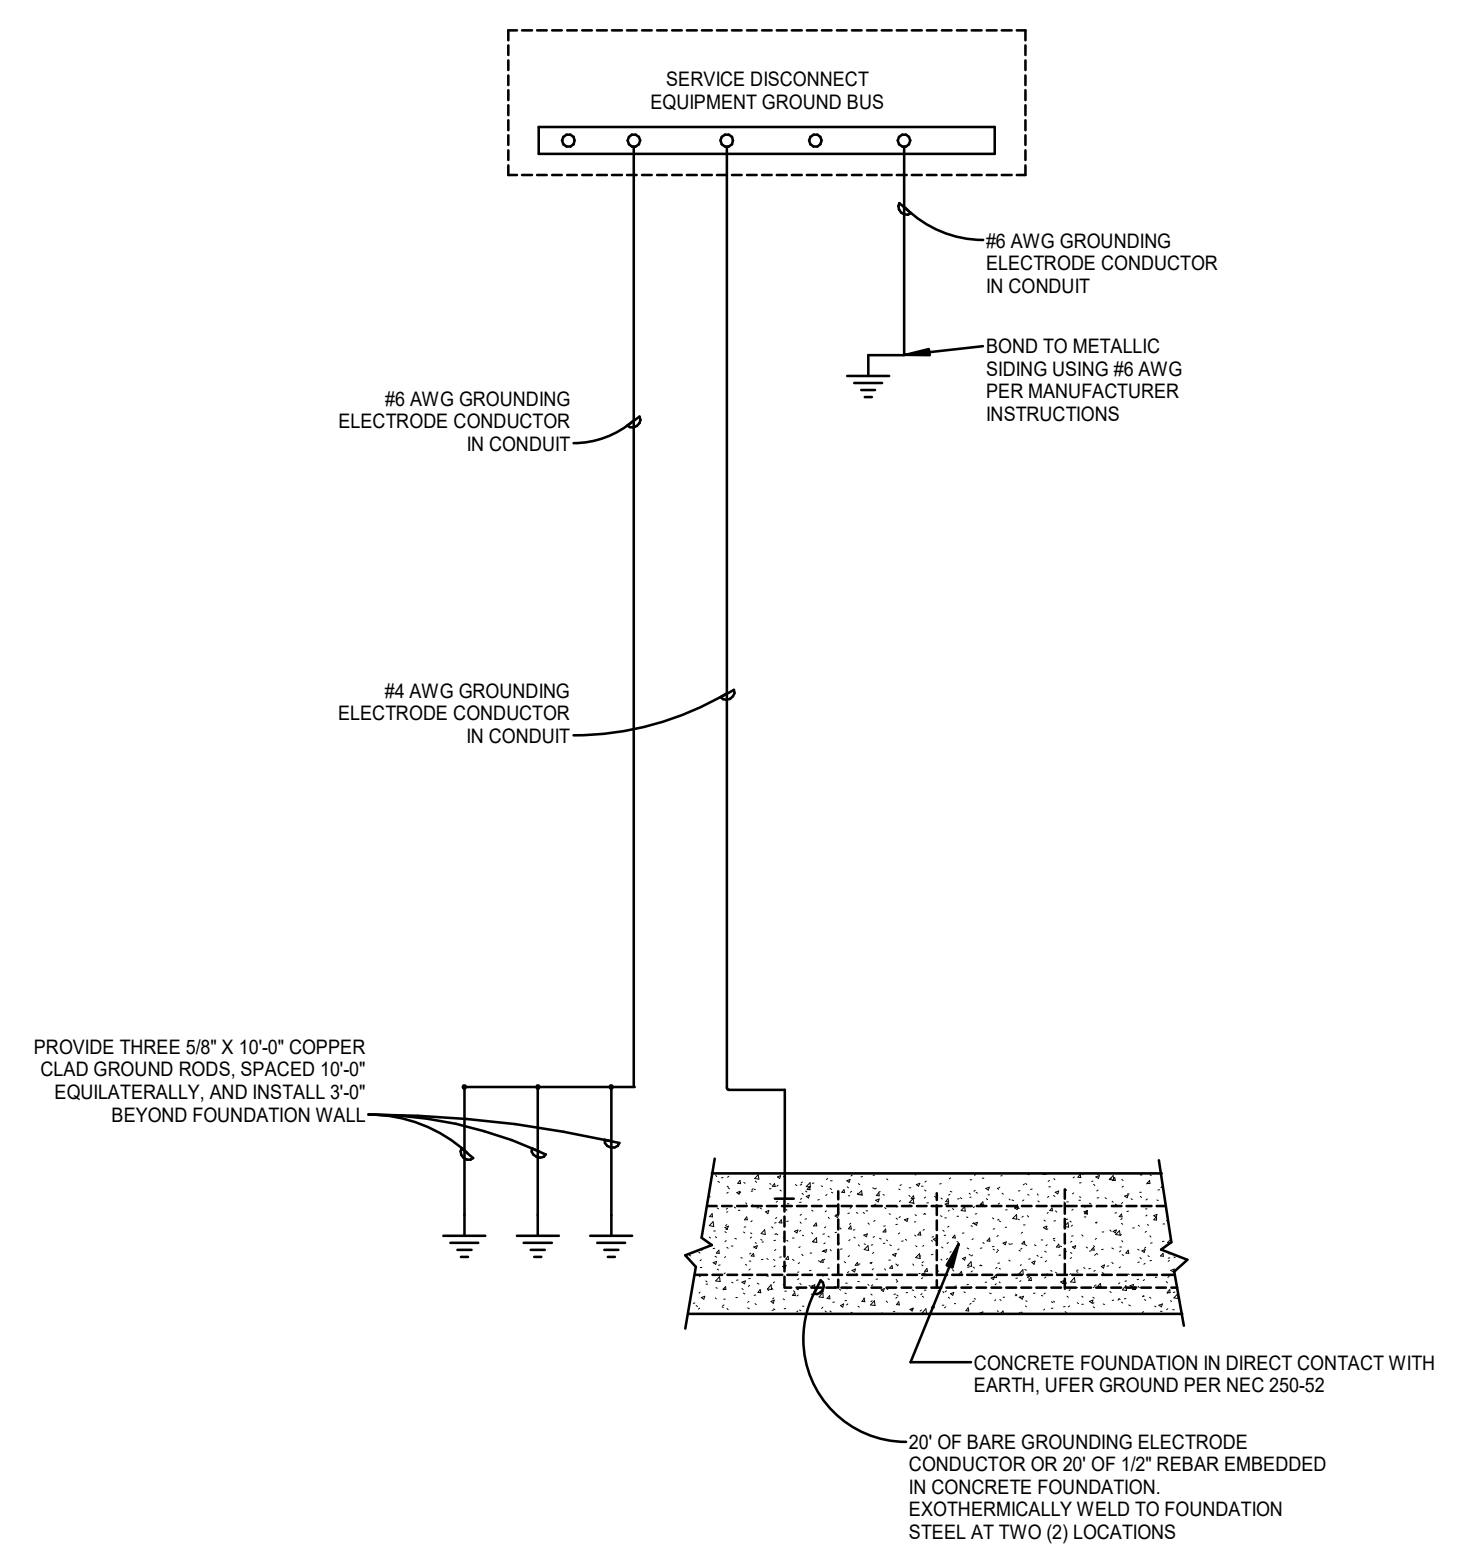 SERVICE DISCONNECT
EQUIPMENT GROUND BUS
#6 AWG GROUNDING
ELECTRODE CONDUCTOR
IN CONDUIT
BOND TO METALLIC
SIDING USING #6 AWG
PER MANUFACTURER
INSTRUCTIONS
#6 AWG GROUNDING
ELECTRODE CONDUCTOR
IN CONDUIT
#4 AWG GROUNDING
ELECTRODE CONDUCTOR
IN CONDUIT
PROVIDE THREE 5/8" X 10'-0" COPPER
CLAD GROUND RODS, SPACED 10'-0"
EQUILATERALLY, AND INSTALL 3'-0"
BEYOND FOUNDATION WALL
CONCRETE FOUNDATION IN DIRECT CONTACT WITH
EARTH, UFER GROUND PER NEC 250-52
20' OF BARE GROUNDING ELECTRODE
CONDUCTOR OR 20' OF 1/2" REBAR EMBEDDED
IN CONCRETE FOUNDATION.
EXOTHERMICALLY WELD TO FOUNDATION
STEEL AT TWO (2) LOCATIONS